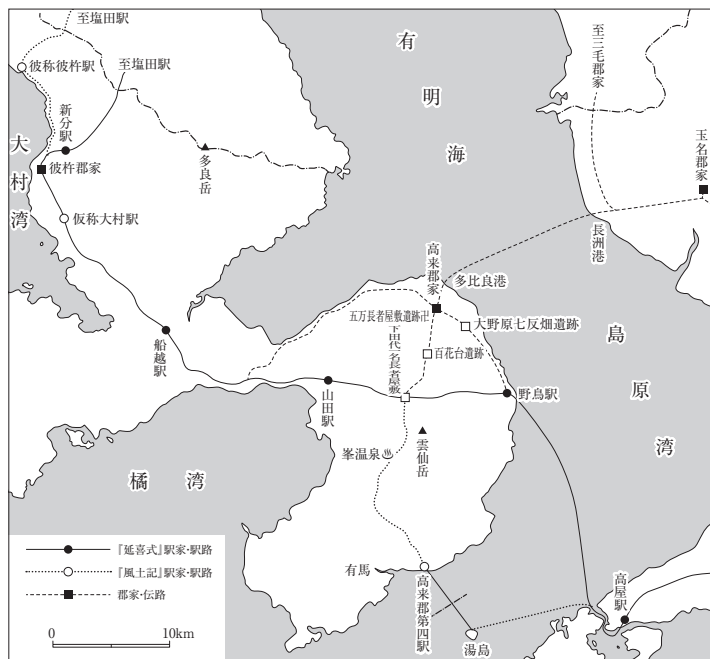 至塩田駅
彼称彼杵駅
至塩田駅
新分駅
大村湾
彼杵郡家
多良岳
仮称大村駅
有明海
至三毛郡家
玉名郡家
長洲港
高来郡家
多比良港
五万長者屋敷遺跡卍
大野原七反畑遺跡
下田代一名長者屋敷
百花台遺跡
船越駅
山田駅
野鳥駅
島原湾
雲仙岳
峯温泉♨
橘湾
有馬
高来郡第四駅
湯島
高屋駅
『延喜式』駅家・駅路
『風土記』駅家・駅路
郡家・伝路
0 10km